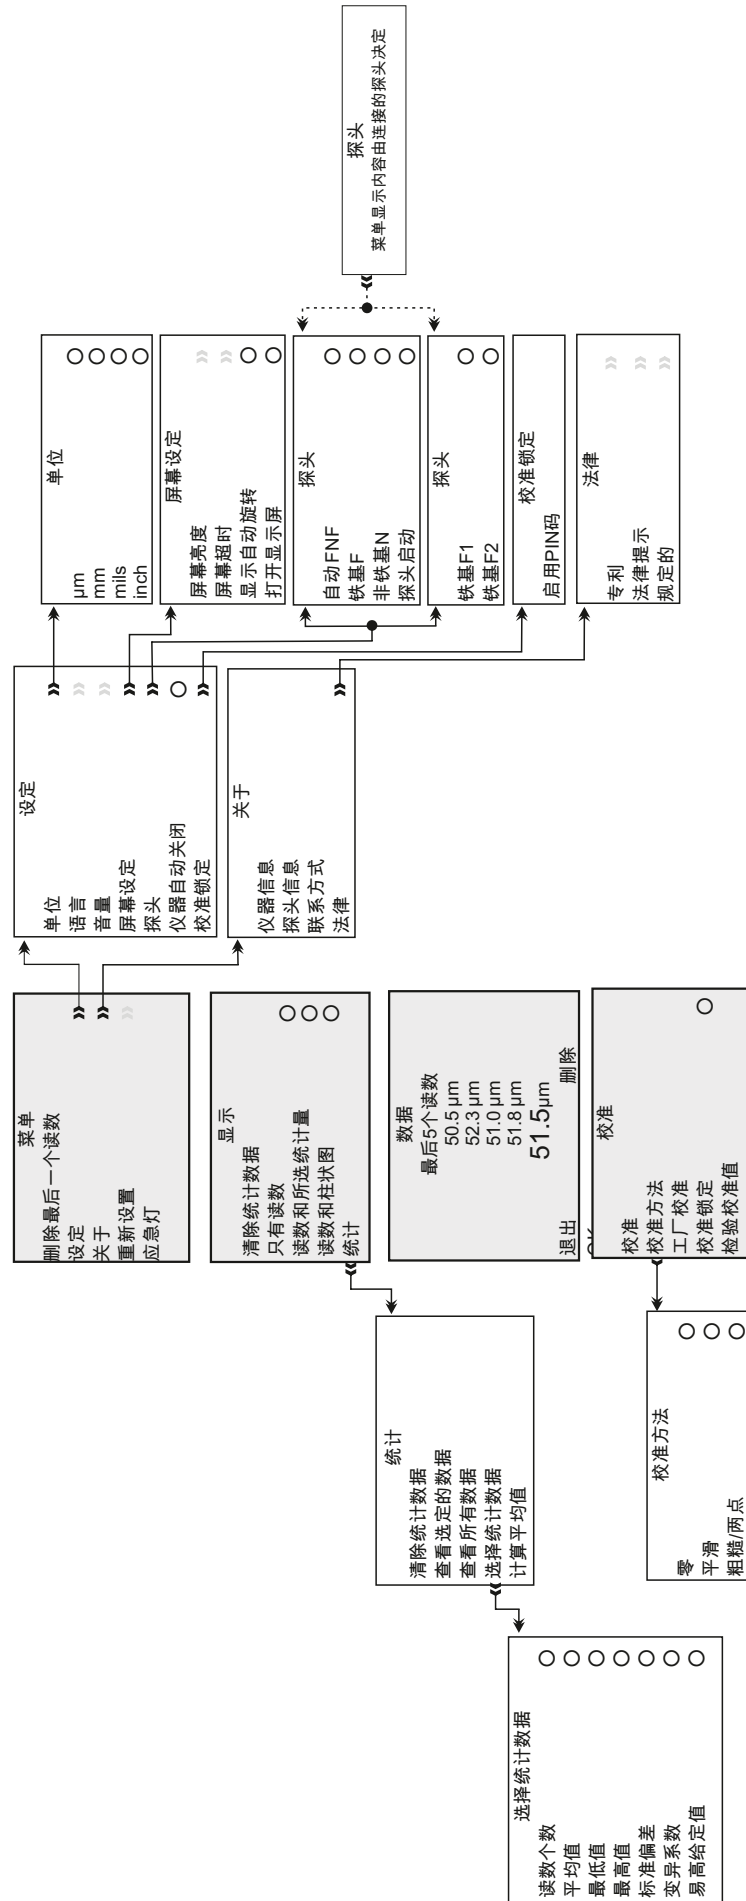 探头
菜单显示内容由连接的探头决定
单位
µm
mm
mils
inch
屏幕设定
屏幕亮度
屏幕超时
显示自动旋转
打开显示屏
探头
自动FNF
铁基F
非铁基N
探头启动
探头
铁基F1
铁基F2
校准锁定
启用PIN码
法律
专利
法律提示
规定的
设定
单位
语言
音量
屏幕设定
探头
仪器自动关闭
校准锁定
关于
仪器信息
探头信息
联系方式
法律
菜单
删除最后一个读数
设定
关于
重新设置
应急灯
显示
清除统计数据
只有读数
读数和所选统计量
读数和柱状图
统计
数据
最后5个读数
50.5 µm
52.3 µm
51.0 µm
51.8 µm
51.5µm
退出 删除
校准
校准
校准方法
工厂校准
校准锁定
检验校准值
统计
清除统计数据
查看选定的数据
查看所有数据
选择统计数据
计算平均值
校准方法
零
平滑
粗糙/两点
选择统计数据
读数个数
平均值
最低值
最高值
标准偏差
变异系数
易高给定值